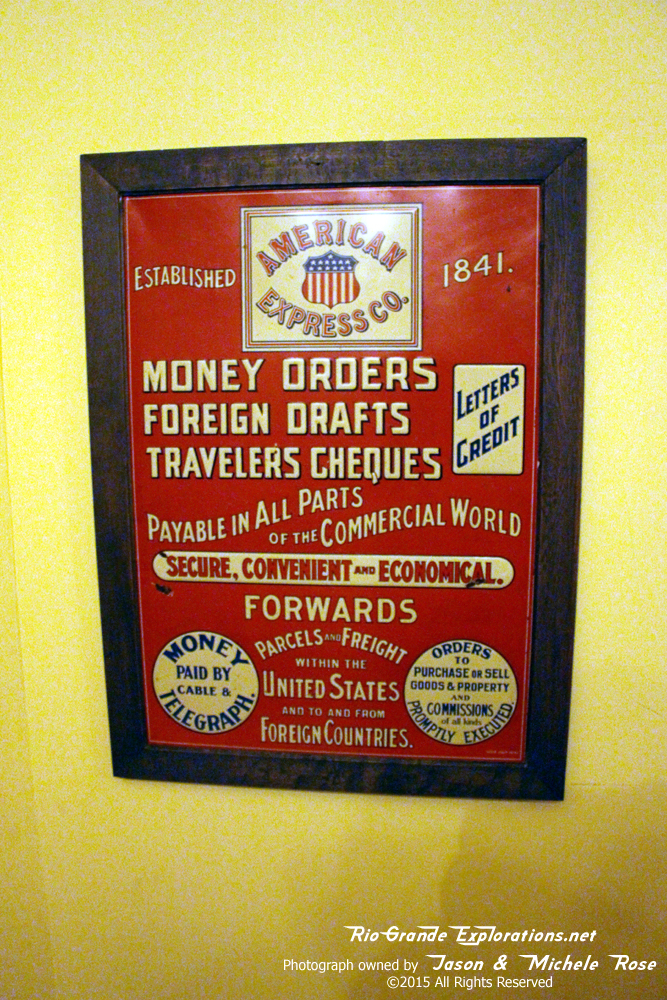 AMERICAN
EXPRESS CO.
ESTABLISHED
1841.
MONEY ORDERS
FOREIGN DRAFTS
TRAVELERS CHEQUES
LETTERS
OF
CREDIT
PAYABLE IN ALL PARTS
OF THE COMMERCIAL WORLD
SECURE, CONVENIENT AND ECONOMICAL.
FORWARDS
PARCELS AND FREIGHT
WITHIN THE
UNITED STATES
AND TO AND FROM
FOREIGN COUNTRIES.
MONEY
PAID BY
CABLE &
TELEGRAPH.
ORDERS
TO
PURCHASE OR SELL
GOODS & PROPERTY
AND
COMMISSIONS
of all kinds
PROMPTLY EXECUTED.
Rio Grande Explorations.net
Photograph owned by Jason & Michele Rose
©2015 All Rights Reserved